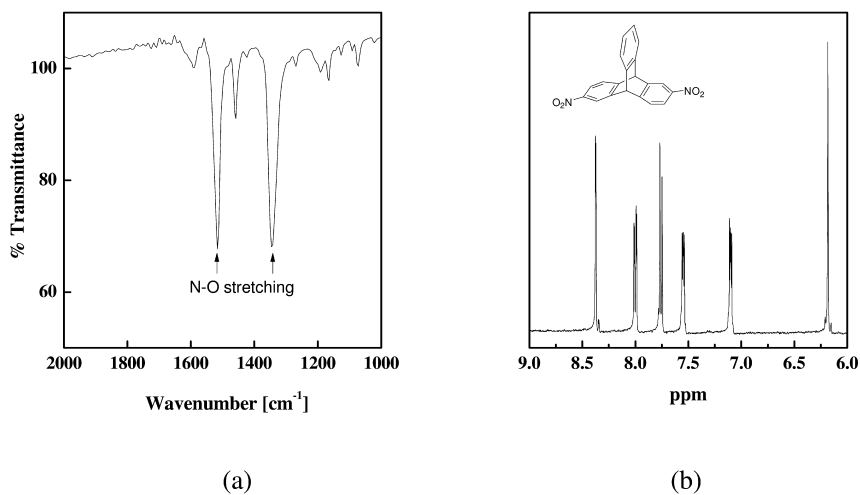 100
80
60
% Transmittance
N-O stretching
2000 1800 1600 1400 1200 1000
Wavenumber [cm⁻¹]
(a)
O₂N
NO₂
9.0 8.5 8.0 7.5 7.0 6.5 6.0
ppm
(b)